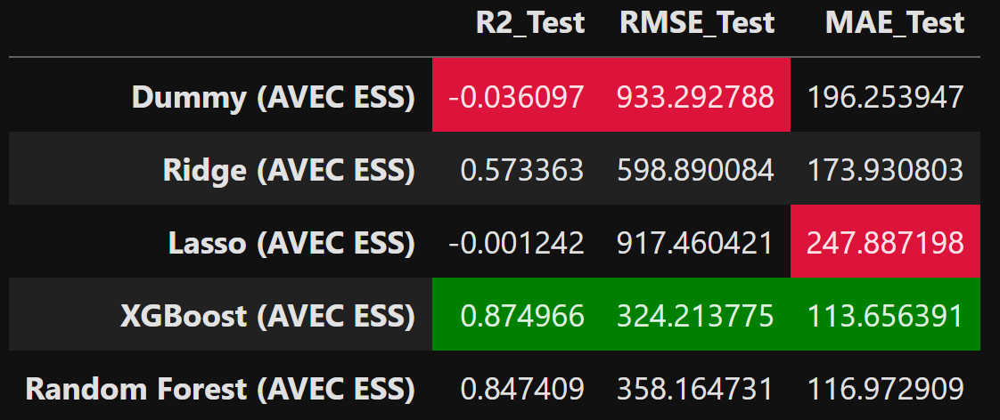 R2_Test RMSE_Test MAE_Test
Dummy (AVEC ESS) -0.036097 933.292788 196.253947
Ridge (AVEC ESS) 0.573363 598.890084 173.930803
Lasso (AVEC ESS) -0.001242 917.460421 247.887198
XGBoost (AVEC ESS) 0.874966 324.213775 113.656391
Random Forest (AVEC ESS) 0.847409 358.164731 116.972909